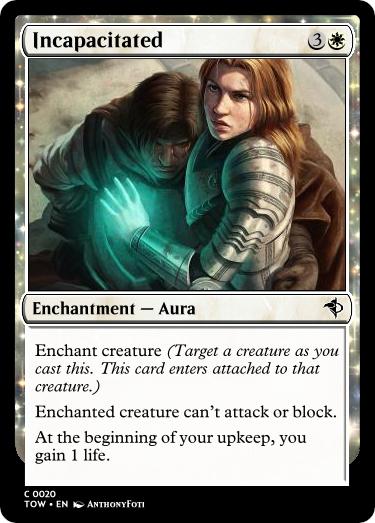 Incapacitated 3
Enchantment — Aura
Enchant creature (Target a creature as you
cast this. This card enters attached to that
creature.)
Enchanted creature can't attack or block.
At the beginning of your upkeep, you
gain 1 life.
C 0020
TOW • EN AnthonyFoti